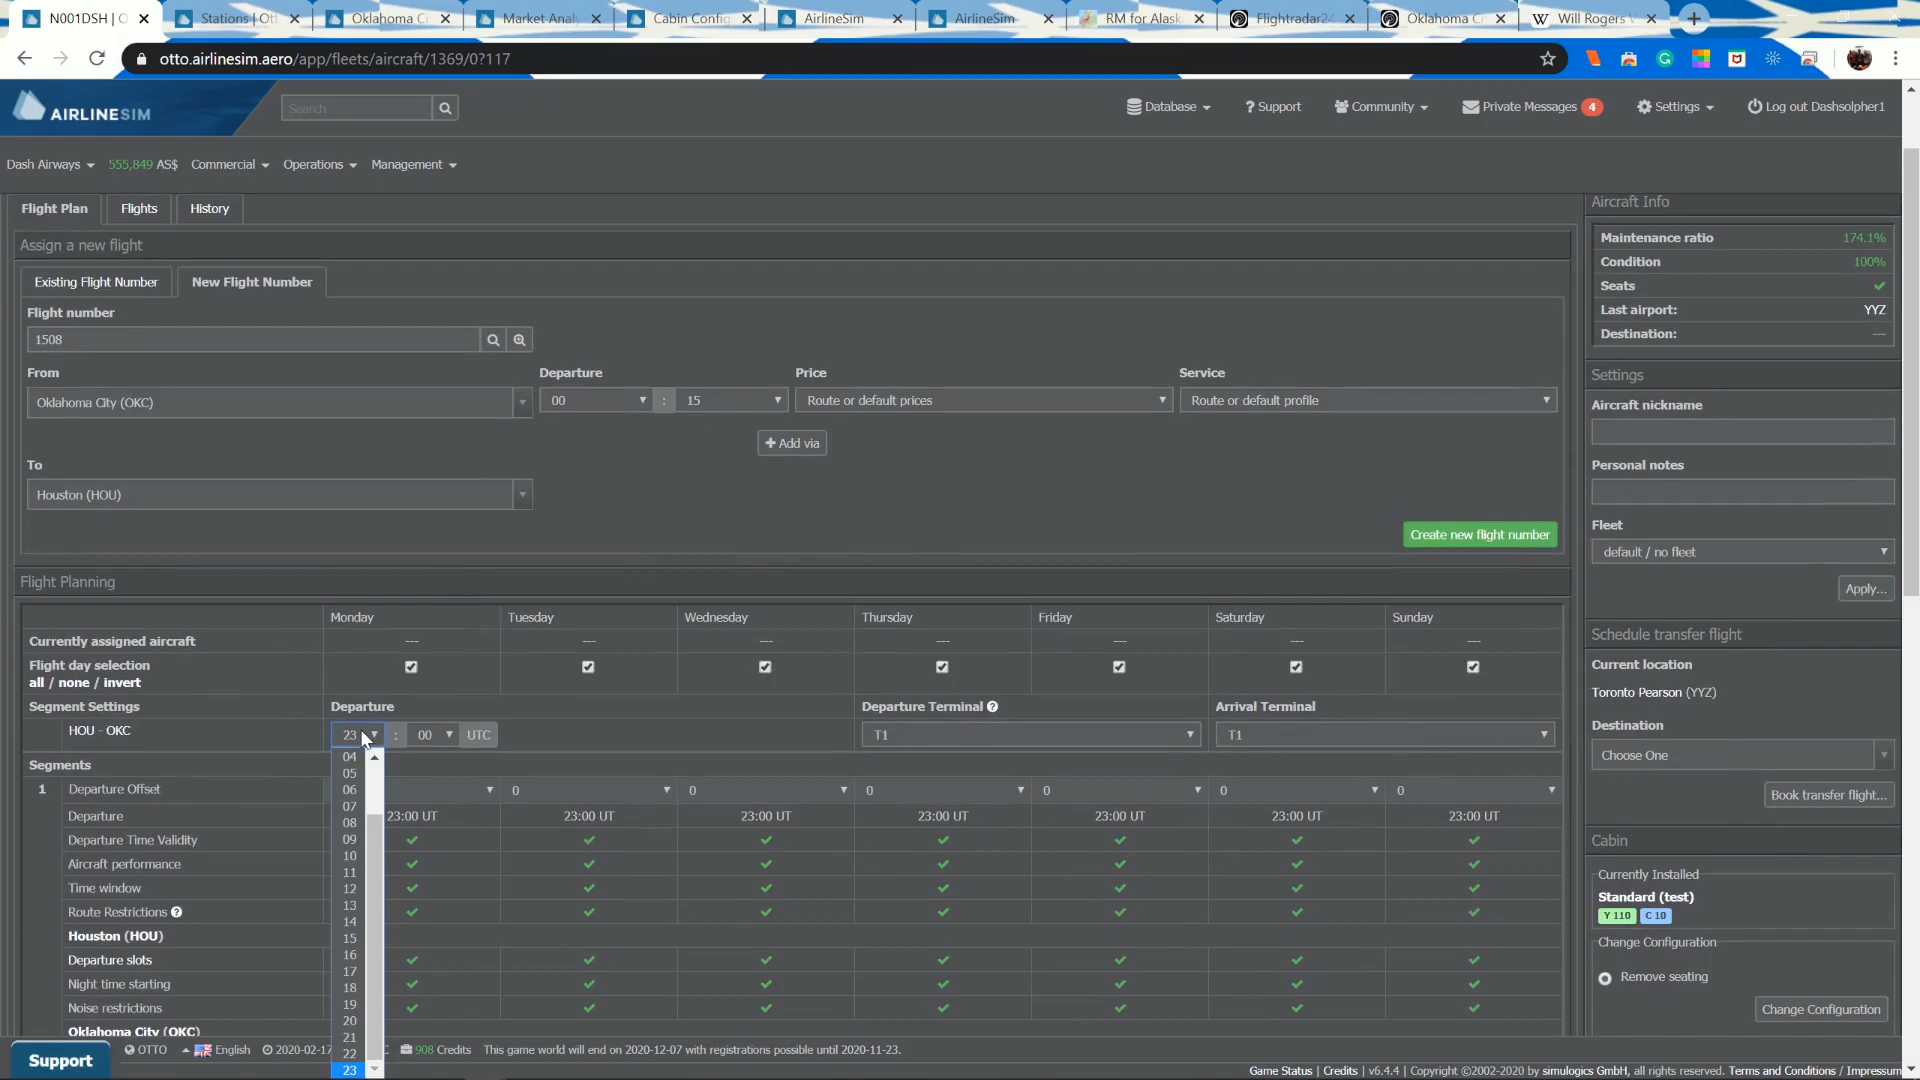 N001DSH | O
Stations | Ott
Oklahoma Ci
Market Anal
Cabin Config
AirlineSim
AirlineSim
RM for Alask
Flightradar24
Oklahoma Ci
Will Rogers
otto.airlinesim.aero/app/fleets/aircraft/1369/0?117
AIRLINESIM
Search
Database
? Support
Community
Private Messages 4
Settings
Log out Dashsolpher1
Dash Airways
555,849 AS$
Commercial
Operations
Management
Flight Plan
Flights
History
Assign a new flight
Existing Flight Number
New Flight Number
Flight number
1508
From
Departure
Price
Service
Oklahoma City (OKC)
00 : 15
Route or default prices
Route or default profile
+ Add via
To
Houston (HOU)
Create new flight number
Flight Planning
Monday Tuesday Wednesday Thursday Friday Saturday Sunday
Currently assigned aircraft --- --- --- --- --- --- ---
Flight day selection
all / none / invert
Segment Settings Departure Departure Terminal Arrival Terminal
HOU - OKC 23 : 00 UTC T1 T1
04
Segments
05
1 Departure Offset 0 0 0 0 0 0
06
07
Departure 23:00 UT 23:00 UT 23:00 UT 23:00 UT 23:00 UT 23:00 UT 23:00 UT
08
Departure Time Validity
09
10
Aircraft performance
11
Time window
12
13
Route Restrictions
14
Houston (HOU)
15
Departure slots
16
17
Night time starting
18
Noise restrictions
19
20
Oklahoma City (OKC)
21
22
23
Aircraft Info
Maintenance ratio 174.1%
Condition 100%
Seats
Last airport: YYZ
Destination: ---
Settings
Aircraft nickname
Personal notes
Fleet
default / no fleet
Apply...
Schedule transfer flight
Current location
Toronto Pearson (YYZ)
Destination
Choose One
Book transfer flight...
Cabin
Currently Installed
Standard (test)
Y 110 C 10
Change Configuration
Remove seating
Change Configuration
Support
OTTO
English
2020-02-17
908 Credits
This game world will end on 2020-12-07 with registrations possible until 2020-11-23.
Game Status | Credits | v6.4.4 | Copyright ©2002-2020 by simulogics GmbH, all rights reserved. Terms and Conditions / Impressum